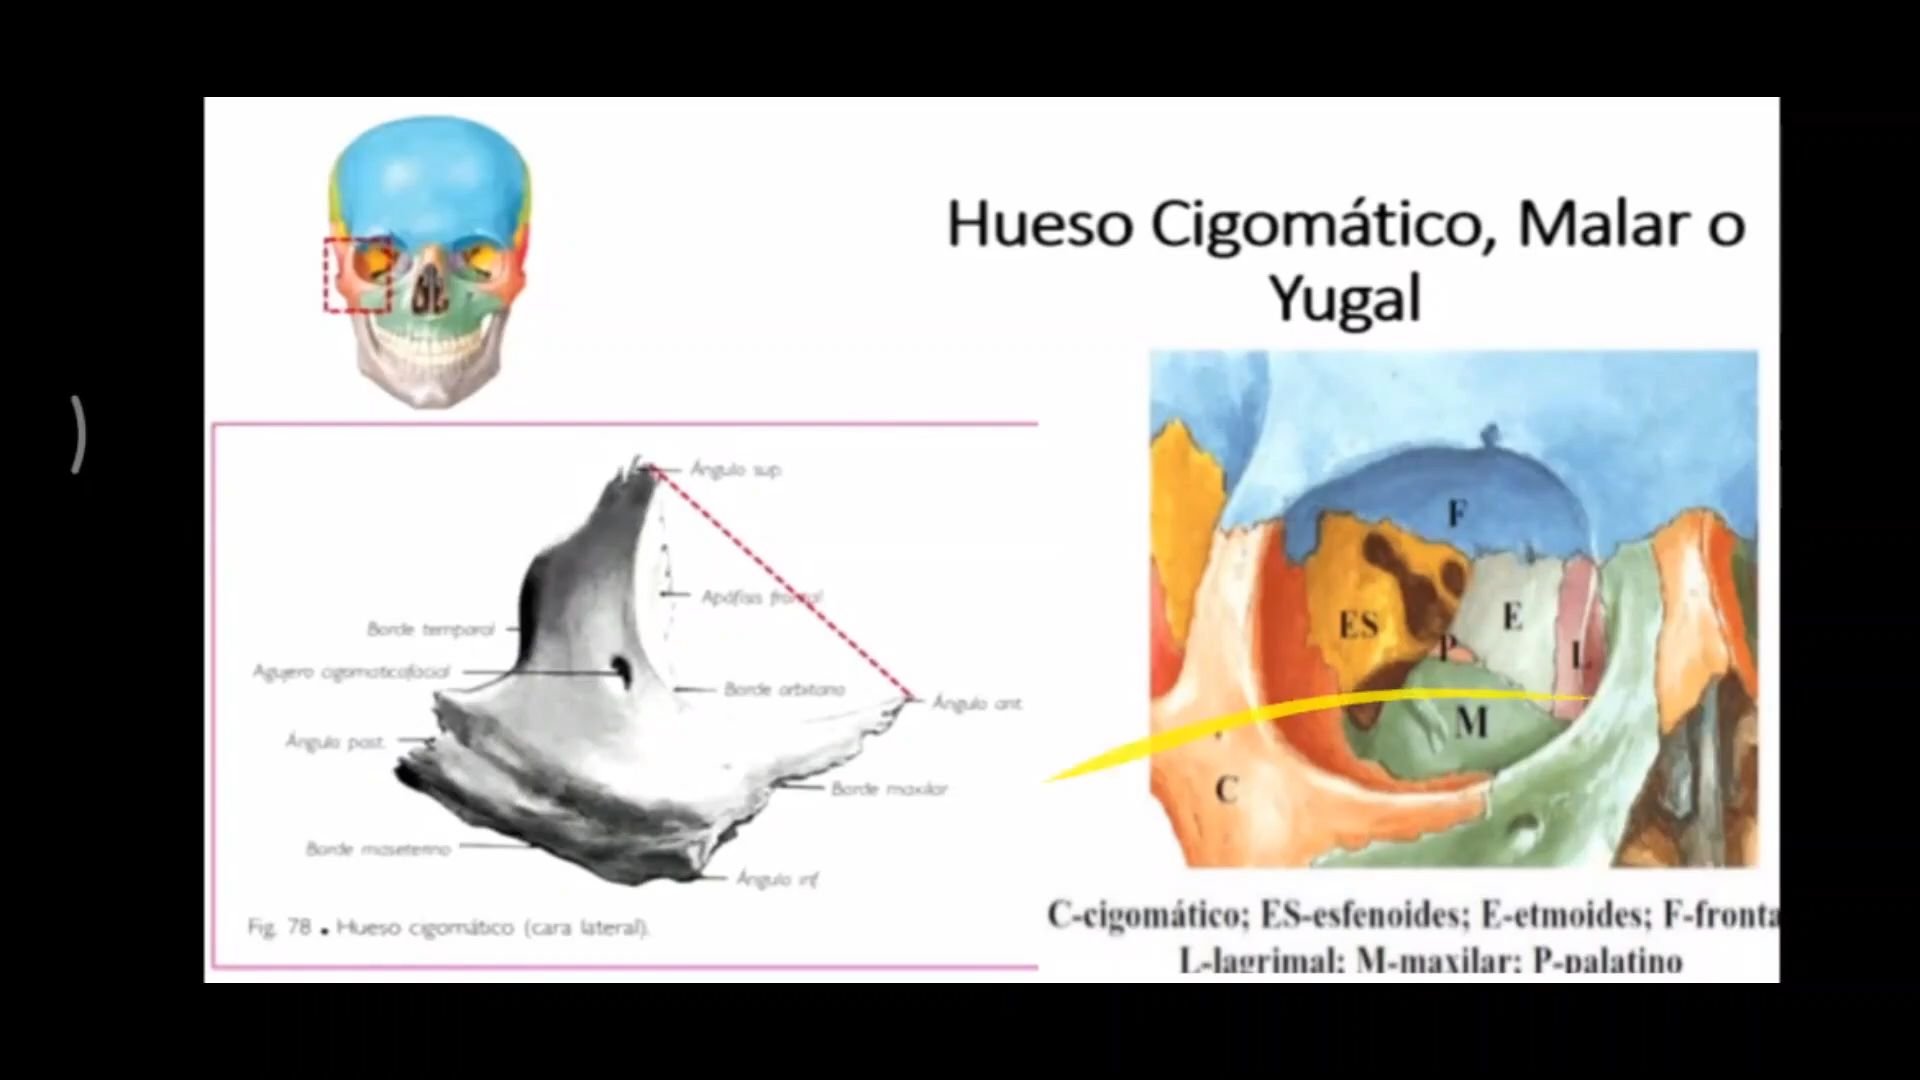 Hueso Cigomático, Malar o
Yugal
Ángulo sup
Apófisis frontal
Borde temporal
Agujero cigomaticofacial
Borde orbitario
Ángulo ant.
Ángulo post.
Borde maxilar
Borde maseterino
Ángulo inf.
Fig. 78 • Hueso cigomático (cara lateral).
F
ES
E
P
L
M
C
C-cigomático; ES-esfenoides; E-etmoides; F-fronta
L-lagrimal; M-maxilar; P-palatino